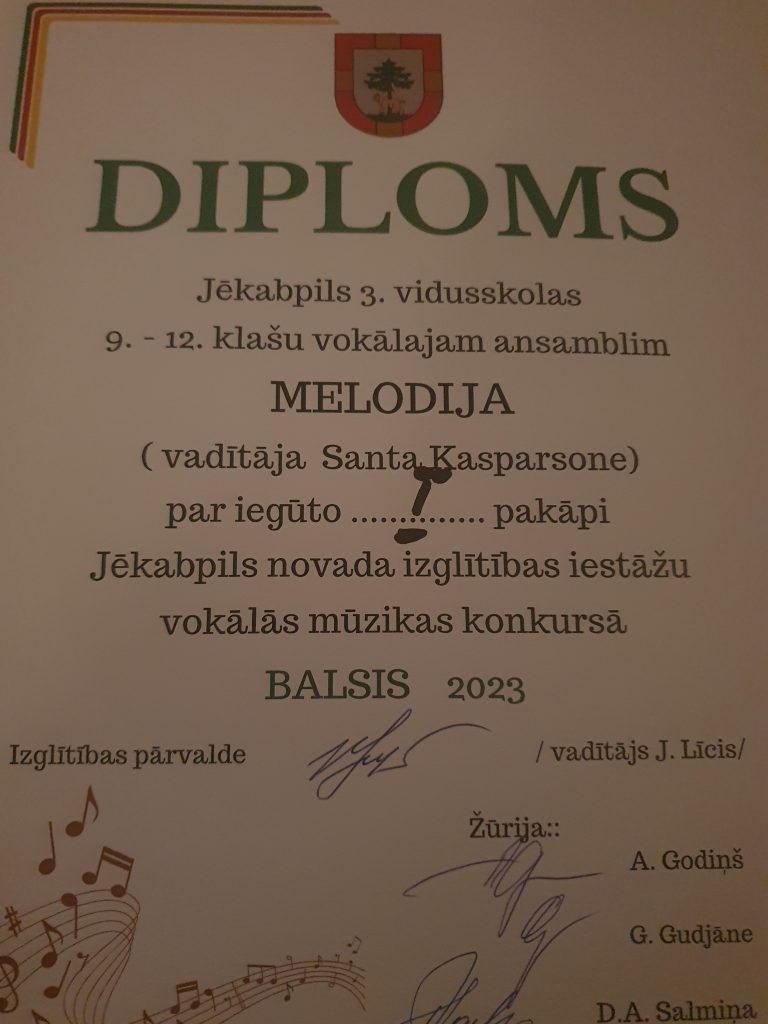 DIPLOMS
Jēkabpils 3. vidusskolas
9. - 12. klašu vokālajam ansamblim
MELODIJA
( vadītāja Santa Kasparsone)
par iegūto ......I....... pakāpi
Jēkabpils novada izglītības iestāžu
vokālās mūzikas konkursā
BALSIS 2023
Izglītības pārvalde / vadītājs J. Līcis/
Žūrija::
A. Godiņš
G. Gudjāne
D.A. Salmiņa